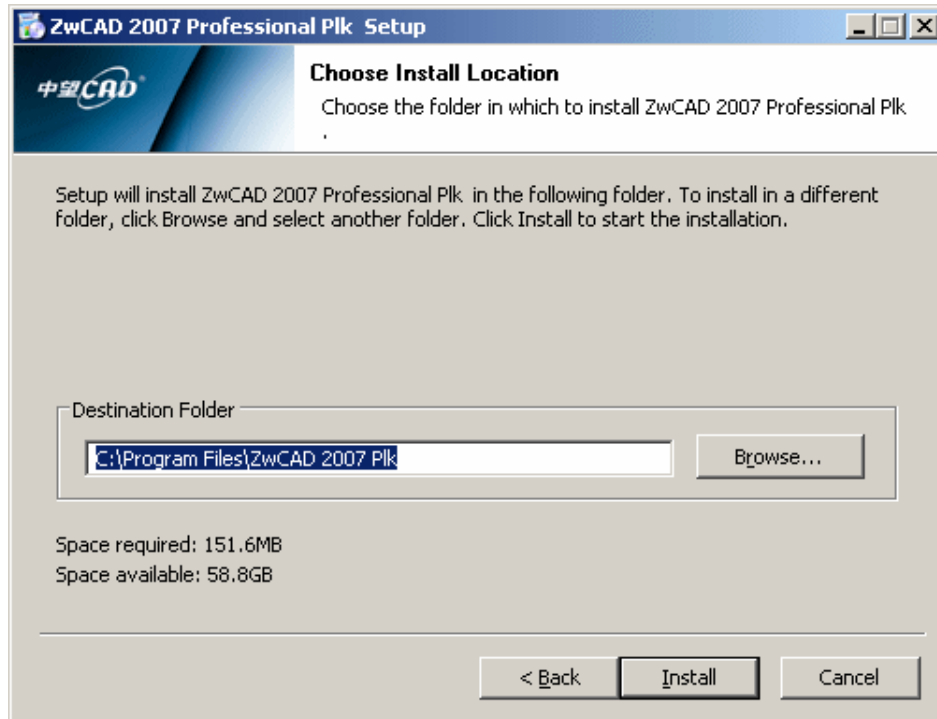 ZwCAD 2007 Professional Plk Setup
中望CAD
Choose Install Location
Choose the folder in which to install ZwCAD 2007 Professional Plk
.
Setup will install ZwCAD 2007 Professional Plk in the following folder. To install in a different
folder, click Browse and select another folder. Click Install to start the installation.
Destination Folder
C:\Program Files\ZwCAD 2007 Plk
Browse...
Space required: 151.6MB
Space available: 58.8GB
< Back
Install
Cancel